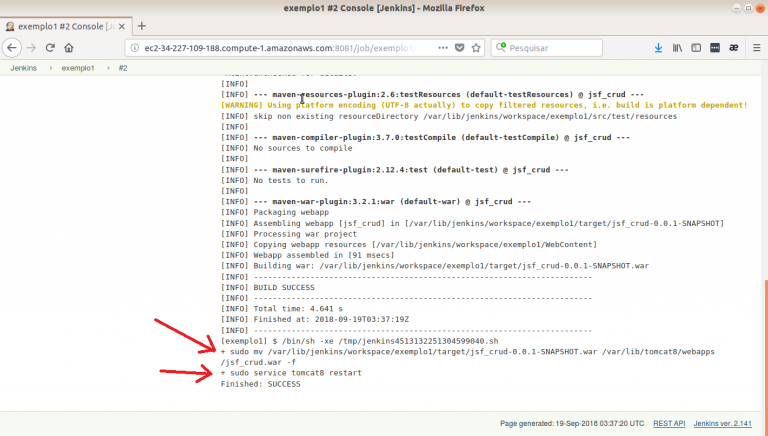 exemplo1 #2 Console [Jenkins] - Mozilla Firefox
exemplo1 #2 Console [J
ec2-34-227-109-188.compute-1.amazonaws.com:8081/job/exemplo1
Pesquisar
Jenkins exemplo1 #2
[INFO]
[INFO] --- maven-resources-plugin:2.6:testResources (default-testResources) @ jsf_crud ---
[WARNING] Using platform encoding (UTF-8 actually) to copy filtered resources, i.e. build is platform dependent!
[INFO] skip non existing resourceDirectory /var/lib/jenkins/workspace/exemplo1/src/test/resources
[INFO]
[INFO] --- maven-compiler-plugin:3.7.0:testCompile (default-testCompile) @ jsf_crud ---
[INFO] No sources to compile
[INFO]
[INFO] --- maven-surefire-plugin:2.12.4:test (default-test) @ jsf_crud ---
[INFO] No tests to run.
[INFO]
[INFO] --- maven-war-plugin:3.2.1:war (default-war) @ jsf_crud ---
[INFO] Packaging webapp
[INFO] Assembling webapp [jsf_crud] in [/var/lib/jenkins/workspace/exemplo1/target/jsf_crud-0.0.1-SNAPSHOT]
[INFO] Processing war project
[INFO] Copying webapp resources [/var/lib/jenkins/workspace/exemplo1/WebContent]
[INFO] Webapp assembled in [91 msecs]
[INFO] Building war: /var/lib/jenkins/workspace/exemplo1/target/jsf_crud-0.0.1-SNAPSHOT.war
[INFO] ------------------------------------------------------------------------
[INFO] BUILD SUCCESS
[INFO] ------------------------------------------------------------------------
[INFO] Total time: 4.641 s
[INFO] Finished at: 2018-09-19T03:37:19Z
[INFO] ------------------------------------------------------------------------
[exemplo1] $ /bin/sh -xe /tmp/jenkins4513132251304599040.sh
+ sudo mv /var/lib/jenkins/workspace/exemplo1/target/jsf_crud-0.0.1-SNAPSHOT.war /var/lib/tomcat8/webapps
/jsf_crud.war -f
+ sudo service tomcat8 restart
Finished: SUCCESS
Page generated: 19-Sep-2018 03:37:20 UTC REST API Jenkins ver. 2.141